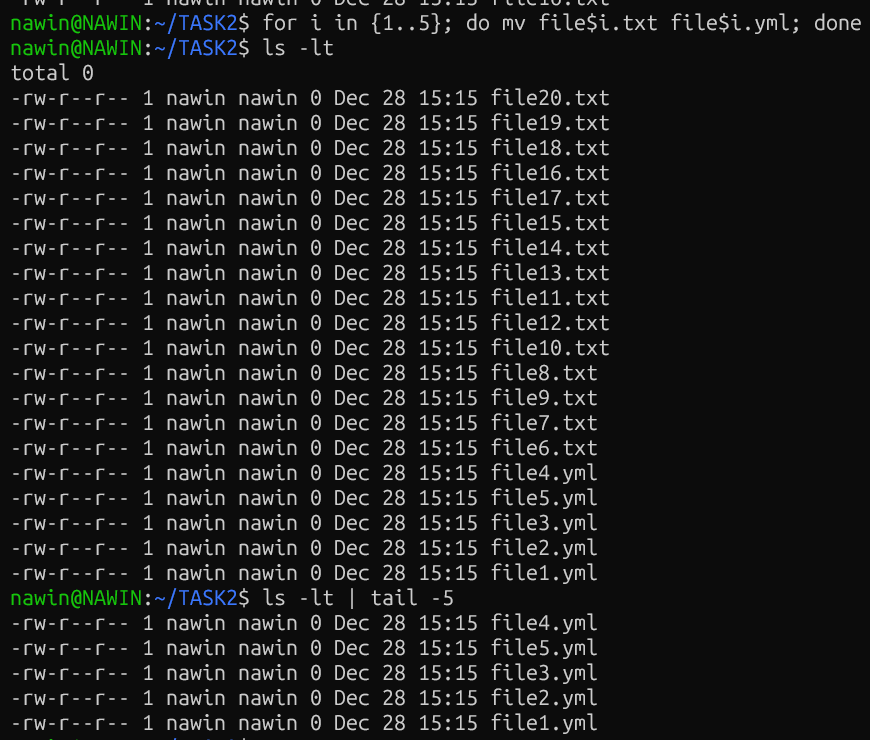 nawin@NAWIN:~/TASK2$ for i in {1..5}; do mv file$i.txt file$i.yml; done
nawin@NAWIN:~/TASK2$ ls -lt
total 0
-rw-r--r-- 1 nawin nawin 0 Dec 28 15:15 file20.txt
-rw-r--r-- 1 nawin nawin 0 Dec 28 15:15 file19.txt
-rw-r--r-- 1 nawin nawin 0 Dec 28 15:15 file18.txt
-rw-r--r-- 1 nawin nawin 0 Dec 28 15:15 file16.txt
-rw-r--r-- 1 nawin nawin 0 Dec 28 15:15 file17.txt
-rw-r--r-- 1 nawin nawin 0 Dec 28 15:15 file15.txt
-rw-r--r-- 1 nawin nawin 0 Dec 28 15:15 file14.txt
-rw-r--r-- 1 nawin nawin 0 Dec 28 15:15 file13.txt
-rw-r--r-- 1 nawin nawin 0 Dec 28 15:15 file11.txt
-rw-r--r-- 1 nawin nawin 0 Dec 28 15:15 file12.txt
-rw-r--r-- 1 nawin nawin 0 Dec 28 15:15 file10.txt
-rw-r--r-- 1 nawin nawin 0 Dec 28 15:15 file8.txt
-rw-r--r-- 1 nawin nawin 0 Dec 28 15:15 file9.txt
-rw-r--r-- 1 nawin nawin 0 Dec 28 15:15 file7.txt
-rw-r--r-- 1 nawin nawin 0 Dec 28 15:15 file6.txt
-rw-r--r-- 1 nawin nawin 0 Dec 28 15:15 file4.yml
-rw-r--r-- 1 nawin nawin 0 Dec 28 15:15 file5.yml
-rw-r--r-- 1 nawin nawin 0 Dec 28 15:15 file3.yml
-rw-r--r-- 1 nawin nawin 0 Dec 28 15:15 file2.yml
-rw-r--r-- 1 nawin nawin 0 Dec 28 15:15 file1.yml
nawin@NAWIN:~/TASK2$ ls -lt | tail -5
-rw-r--r-- 1 nawin nawin 0 Dec 28 15:15 file4.yml
-rw-r--r-- 1 nawin nawin 0 Dec 28 15:15 file5.yml
-rw-r--r-- 1 nawin nawin 0 Dec 28 15:15 file3.yml
-rw-r--r-- 1 nawin nawin 0 Dec 28 15:15 file2.yml
-rw-r--r-- 1 nawin nawin 0 Dec 28 15:15 file1.yml